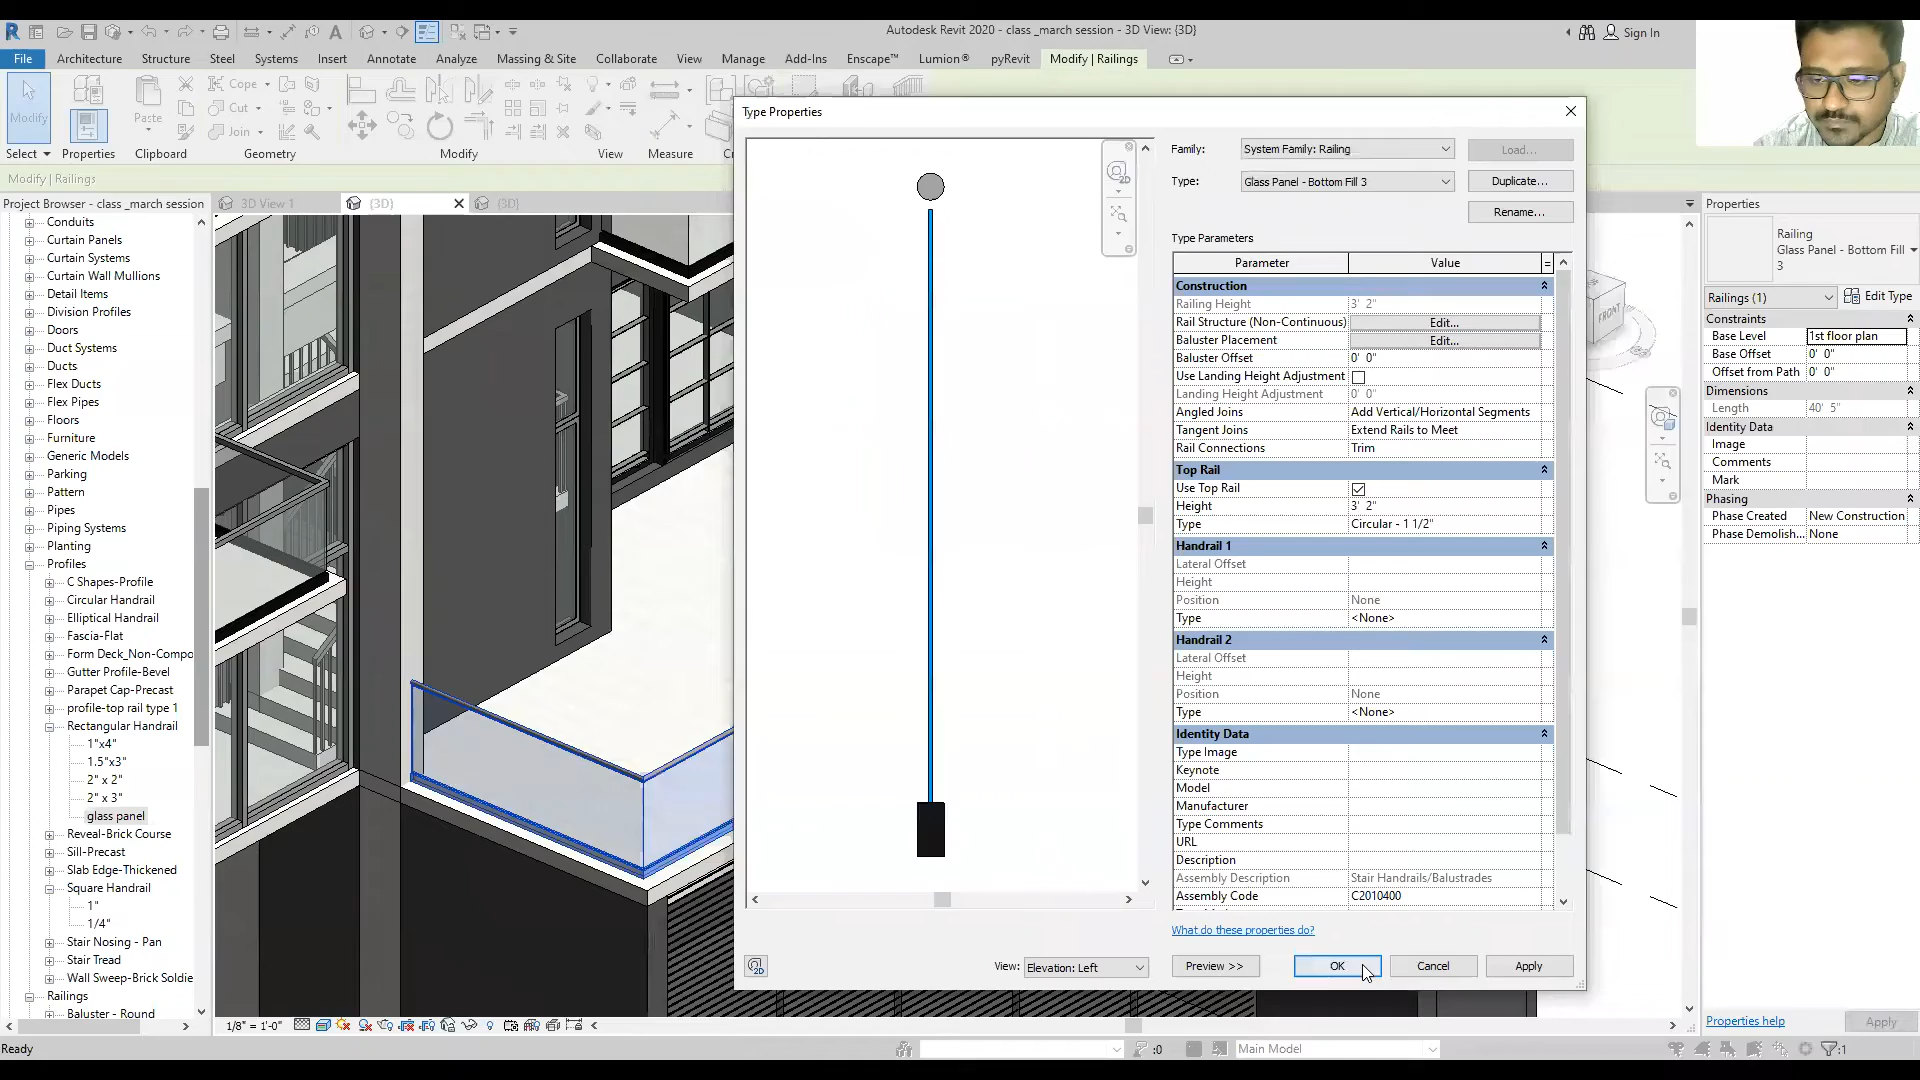 Autodesk Revit 2020 - class _march session - 3D View: {3D}
Sign In
File Architecture Structure Steel Systems Insert Annotate Analyze Massing & Site Collaborate View Manage Add-Ins Enscape™ Lumion® pyRevit Modify | Railings
Modify
Paste
Cope
Cut
Join
Select Properties Clipboard Geometry Modify View Measure
Modify | Railings
Project Browser - class _march session
3D View 1
{3D}
{3D}
Conduits
Curtain Panels
Curtain Systems
Curtain Wall Mullions
Detail Items
Division Profiles
Doors
Duct Systems
Ducts
Flex Ducts
Flex Pipes
Floors
Furniture
Generic Models
Parking
Pattern
Pipes
Piping Systems
Planting
Profiles
C Shapes-Profile
Circular Handrail
Elliptical Handrail
Fascia-Flat
Form Deck_Non-Compo
Gutter Profile-Bevel
Parapet Cap-Precast
profile-top rail type 1
Rectangular Handrail
1"x4"
1.5"x3"
2" x 2"
2" x 3"
glass panel
Reveal-Brick Course
Sill-Precast
Slab Edge-Thickened
Square Handrail
1"
1/4"
Stair Nosing - Pan
Stair Tread
Wall Sweep-Brick Soldie
Railings
Baluster - Round
Type Properties
2D
Family: System Family: Railing Load...
Type: Glass Panel - Bottom Fill 3 Duplicate...
Rename...
Type Parameters
Parameter Value =
Construction
Railing Height 3' 2"
Rail Structure (Non-Continuous) Edit...
Baluster Placement Edit...
Baluster Offset 0' 0"
Use Landing Height Adjustment
Landing Height Adjustment 0' 0"
Angled Joins Add Vertical/Horizontal Segments
Tangent Joins Extend Rails to Meet
Rail Connections Trim
Top Rail
Use Top Rail
Height 3' 2"
Type Circular - 1 1/2"
Handrail 1
Lateral Offset
Height
Position None
Type <None>
Handrail 2
Lateral Offset
Height
Position None
Type <None>
Identity Data
Type Image
Keynote
Model
Manufacturer
Type Comments
URL
Description
Assembly Description Stair Handrails/Balustrades
Assembly Code C2010400
What do these properties do?
2D
View: Elevation: Left Preview >> OK Cancel Apply
FRONT
Properties
Railing
Glass Panel - Bottom Fill
3
Railings (1) Edit Type
Constraints
Base Level 1st floor plan
Base Offset 0' 0"
Offset from Path 0' 0"
Dimensions
Length 40' 5"
Identity Data
Image
Comments
Mark
Phasing
Phase Created New Construction
Phase Demolish... None
Properties help Apply
1/8" = 1'-0"
Ready
:0
Main Model
:1